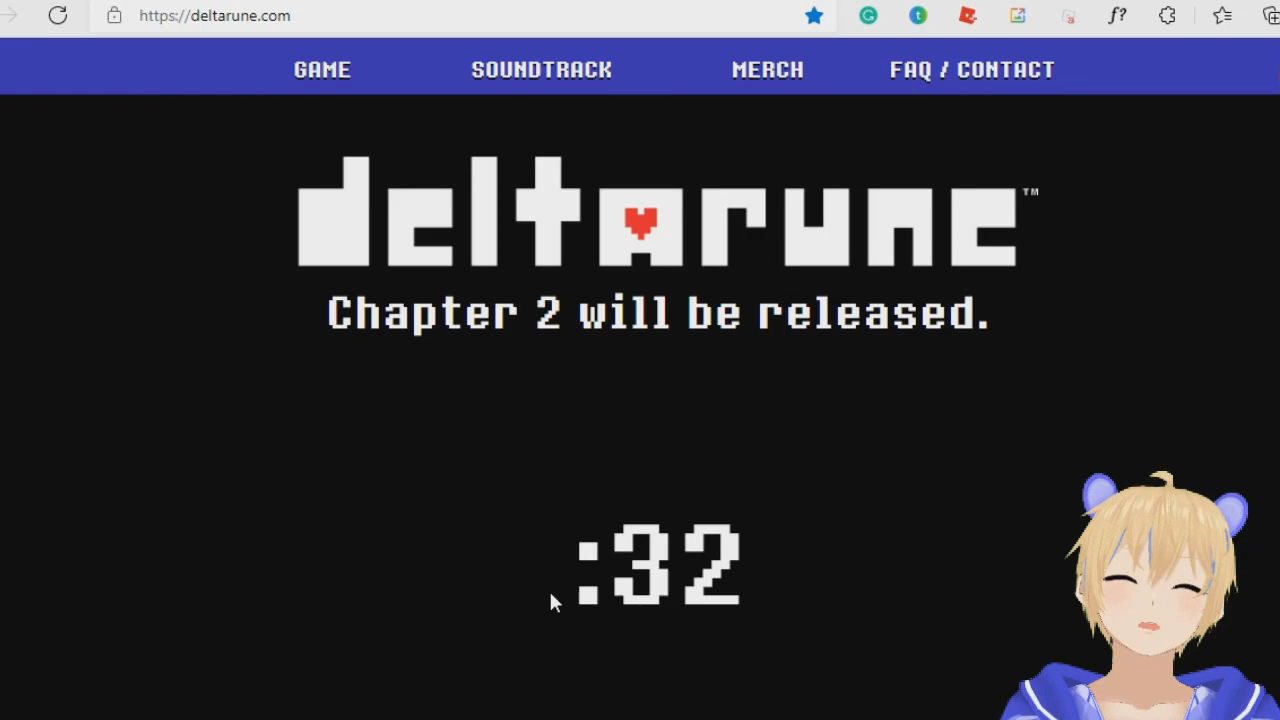 https://deltarune.com
f?
GAME SOUNDTRACK MERCH FAQ / CONTACT
deltarune™
Chapter 2 will be released.
:32